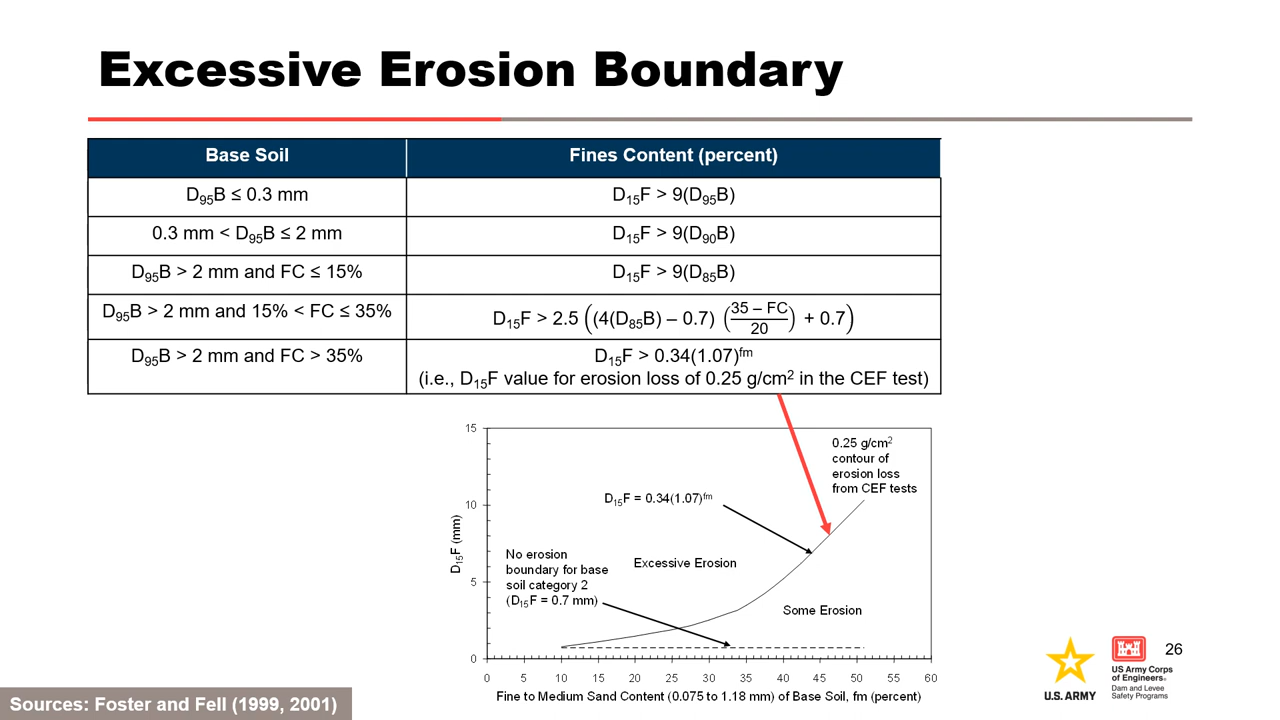 Excessive Erosion Boundary
Base Soil
Fines Content (percent)
D₉₅B ≤ 0.3 mm
D₁₅F > 9(D₉₅B)
0.3 mm < D₉₅B ≤ 2 mm
D₁₅F > 9(D₉₀B)
D₉₅B > 2 mm and FC ≤ 15%
D₁₅F > 9(D₈₅B)
D₉₅B > 2 mm and 15% < FC ≤ 35%
D₁₅F > 2.5 ((4(D₈₅B) – 0.7) ((35 – FC)/20) + 0.7)
D₉₅B > 2 mm and FC > 35%
D₁₅F > 0.34(1.07)^fm
(i.e., D₁₅F value for erosion loss of 0.25 g/cm² in the CEF test)
D₁₅F (mm)
15
10
5
0
0.25 g/cm²
contour of
erosion loss
from CEF tests
D₁₅F = 0.34(1.07)^fm
No erosion
boundary for base
soil category 2
(D₁₅F = 0.7 mm)
Excessive Erosion
Some Erosion
0 5 10 15 20 25 30 35 40 45 50 55 60
Fine to Medium Sand Content (0.075 to 1.18 mm) of Base Soil, fm (percent)
U.S. ARMY
US Army Corps
of Engineers®
Dam and Levee
Safety Programs
26
Sources: Foster and Fell (1999, 2001)